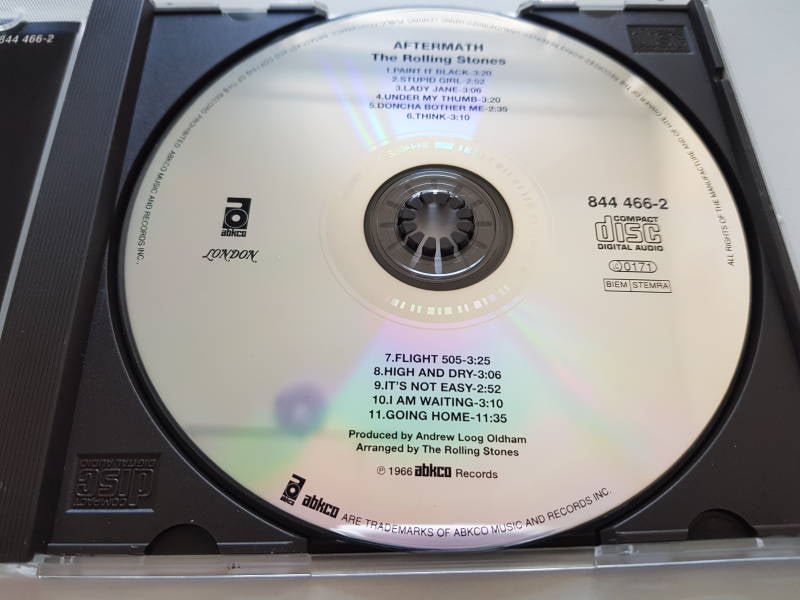 844 466-2
AFTERMATH
The Rolling Stones
1.PAINT IT BLACK-3:20
2.STUPID GIRL-2:52
3.LADY JANE-3:06
4.UNDER MY THUMB-3:20
5.DONCHA BOTHER ME-2:35
6.THINK-3:10
abkco
LONDON
844 466-2
COMPACT
disc
DIGITAL AUDIO
LC 0171
BIEM STEMRA
7.FLIGHT 505-3:25
8.HIGH AND DRY-3:06
9.IT'S NOT EASY-2:52
10.I AM WAITING-3:10
11.GOING HOME-11:35
Produced by Andrew Loog Oldham
Arranged by The Rolling Stones
℗ 1966 abkco Records
abkco abkco ARE TRADEMARKS OF ABKCO MUSIC AND RECORDS INC.
ALL RIGHTS OF THE MANUFACTURER AND OF THE
OF THE RECORD PROHIBITED ABKCO MUSIC AND RECORDS INC.
COMPACT
disc
DIGITAL AUDIO